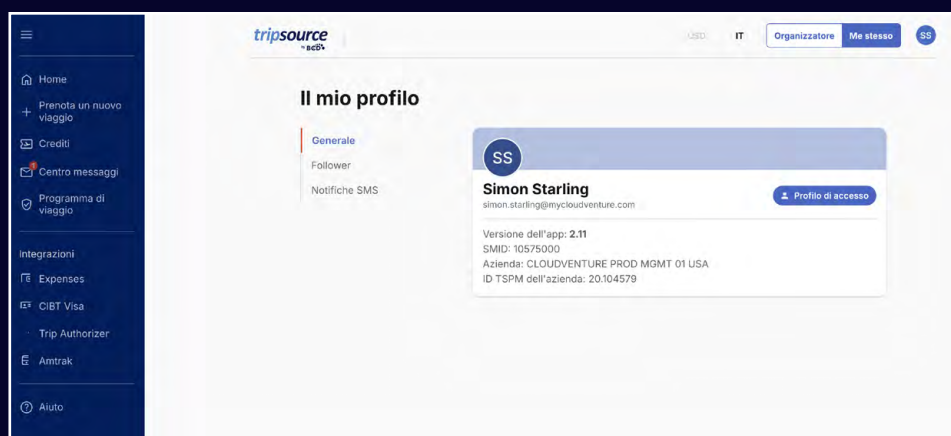 tripsource
BY BCD
USD
IT
Organizzatore
Me stesso
SS
Home
Prenota un nuovo
viaggio
Crediti
1
Centro messaggi
Programma di
viaggio
Integrazioni
Expenses
CIBT Visa
Trip Authorizer
Amtrak
Aiuto
Il mio profilo
Generale
Follower
Notifiche SMS
SS
Simon Starling
simon.starling@mycloudventure.com
Profilo di accesso
Versione dell'app: 2.11
SMID: 10575000
Azienda: CLOUDVENTURE PROD MGMT 01 USA
ID TSPM dell'azienda: 20.104579